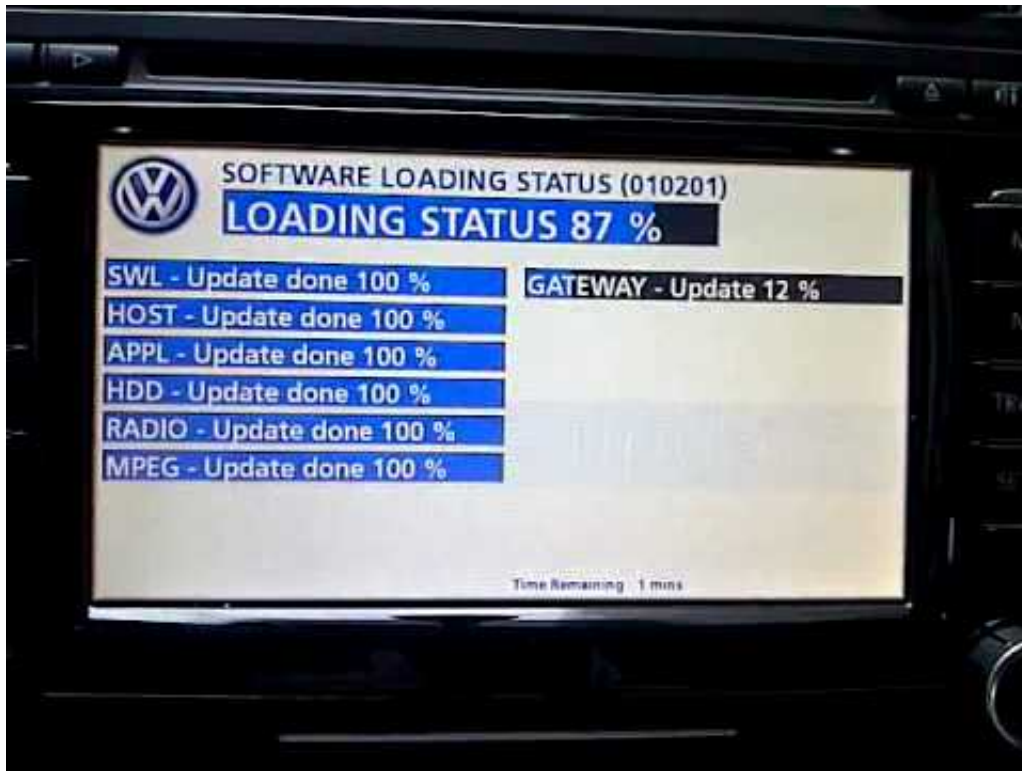 SOFTWARE LOADING STATUS (010201)
LOADING STATUS 87 %
SWL - Update done 100 %
HOST - Update done 100 %
APPL - Update done 100 %
HDD - Update done 100 %
RADIO - Update done 100 %
MPEG - Update done 100 %
GATEWAY - Update 12 %
Time Remaining 1 mins